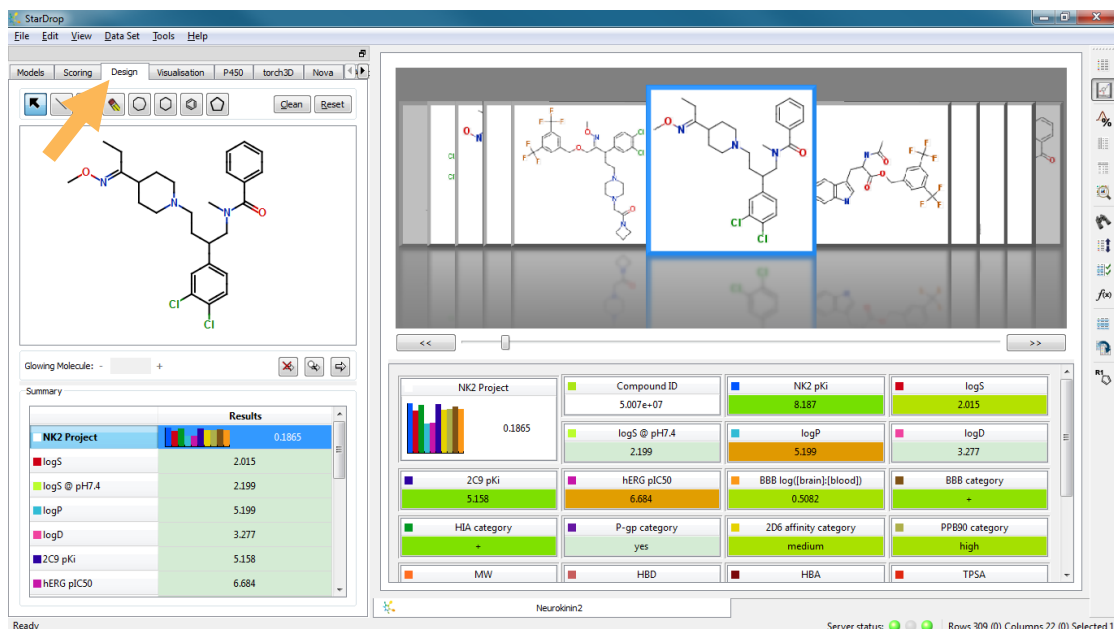 StarDrop
File Edit View Data Set Tools Help
Models Scoring Design Visualisation P450 torch3D Nova
Clean Reset
O N N N O Cl Cl
Glowing Molecule: - +
Summary
Results
NK2 Project 0.1865
logS 2.015
logS @ pH7.4 2.199
logP 5.199
logD 3.277
2C9 pKi 5.158
hERG pIC50 6.684
<< >>
NK2 Project Compound ID NK2 pKi logS
0.1865 5.007e+07 8.187 2.015
logS @ pH7.4 logP logD
2.199 5.199 3.277
2C9 pKi hERG pIC50 BBB log([brain]:[blood]) BBB category
5.158 6.684 0.5082 +
HIA category P-gp category 2D6 affinity category PPB90 category
+ yes medium high
MW HBD HBA TPSA
Neurokinin2
Ready Server status: Rows 309 (0) Columns 22 (0) Selected 1
f(x)
R1